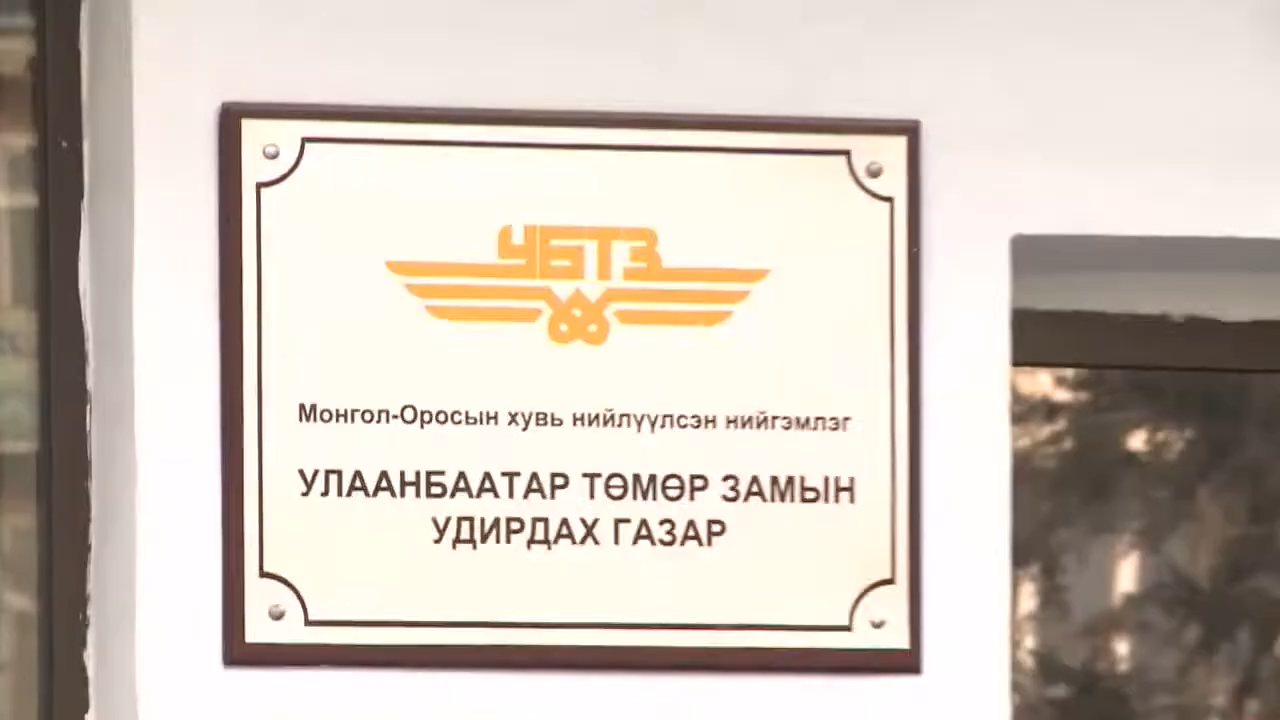 УБТЗ
Монгол-Оросын хувь нийлүүлсэн нийгэмлэг
УЛААНБААТАР ТӨМӨР ЗАМЫН
УДИРДАХ ГАЗАР